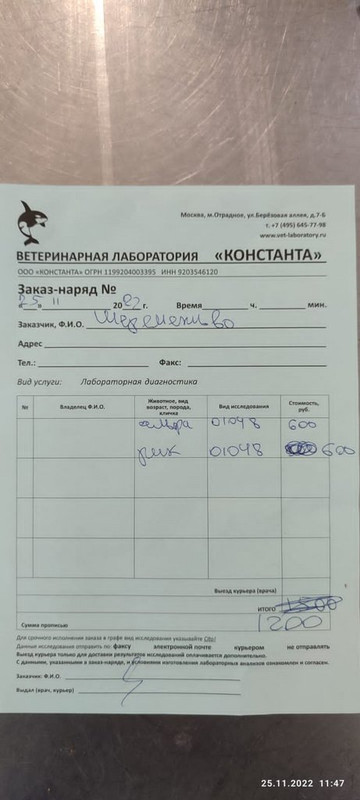 Москва, м.Отрадное, ул.Берёзовая аллея, д.7-б
т. +7 (495) 645-77-98
www.vet-laboratory.ru
ВЕТЕРИНАРНАЯ ЛАБОРАТОРИЯ «КОНСТАНТА»
ООО «КОНСТАНТА» ОГРН 1199204003395 ИНН 9203546120
Заказ-наряд №
«25» 11 2022 г. Время ч. мин.
Заказчик, Ф.И.О.
Адрес
Тел.: Факс:
Вид услуги: Лабораторная диагностика
№ Владелец Ф.И.О. Животное, вид возраст, порода, кличка Вид исследования Стоимость, руб.
01048 600
рик 01048 600
Выезд курьера (врача)
ИТОГО 1500
Сумма прописью 1200
Для срочного исполнения заказа в графе вид исследования указывайте Cito!
Данные исследования отправить по: факсу электронной почте курьером не отправлять
Выезд курьера только для доставки результатов исследований оплачивается дополнительно.
С данными, указанными в заказ-наряде, и условиями изготовления лабораторных анализов ознакомлен и согласен.
Заказчик: Ф.И.О.
Выдал (врач, курьер)
25.11.2022 11:47